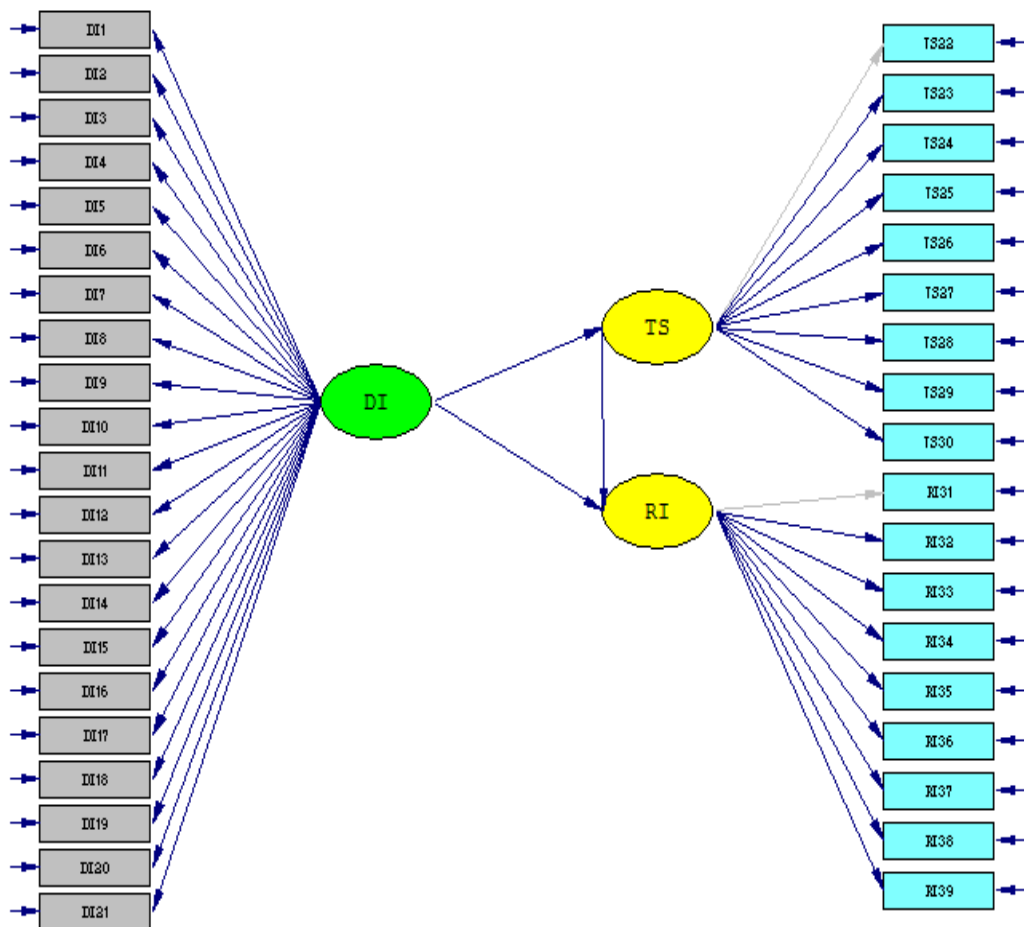 DI1
DI2
DI3
DI4
DI5
DI6
DI7
DI8
DI9
DI10
DI11
DI12
DI13
DI14
DI15
DI16
DI17
DI18
DI19
DI20
DI21
DI
TS
RI
TS22
TS23
TS24
TS25
TS26
TS27
TS28
TS29
TS30
RI31
RI32
RI33
RI34
RI35
RI36
RI37
RI38
RI39